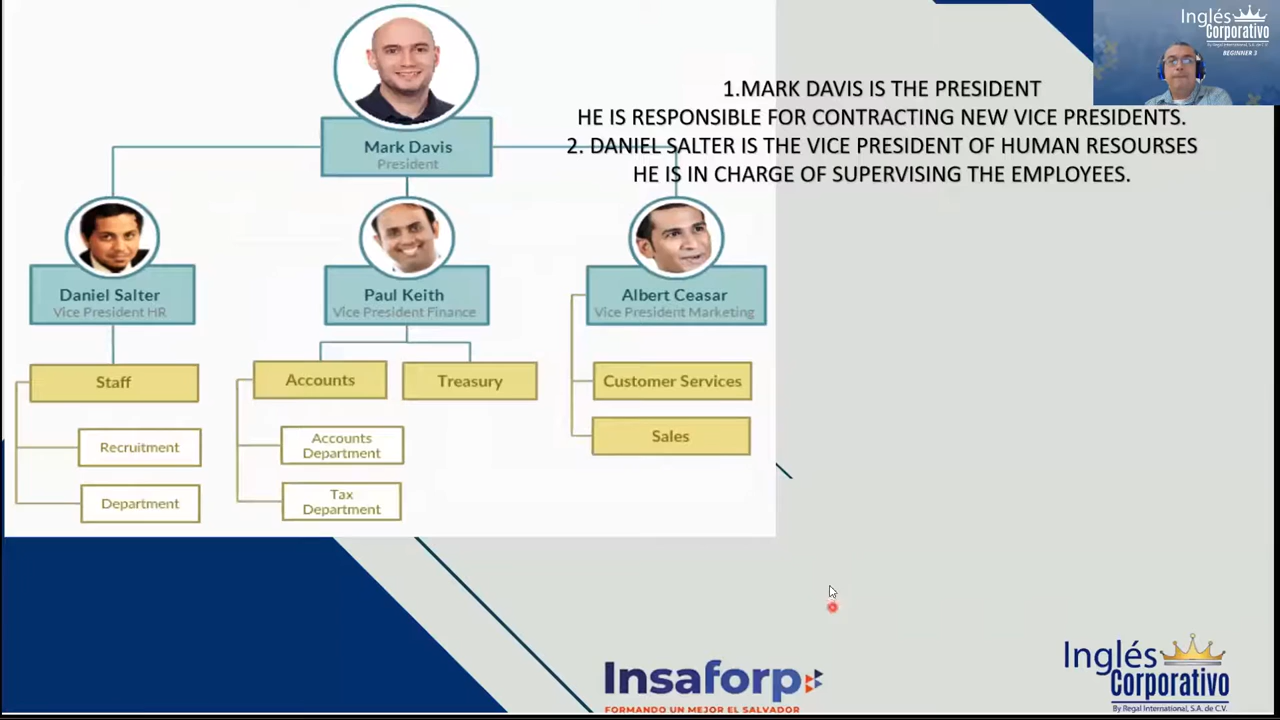 Inglés
Corporativo
By Regal International, S.A. de C.V.
BEGINNER 3
1.MARK DAVIS IS THE PRESIDENT
HE IS RESPONSIBLE FOR CONTRACTING NEW VICE PRESIDENTS.
2. DANIEL SALTER IS THE VICE PRESIDENT OF HUMAN RESOURSES
HE IS IN CHARGE OF SUPERVISING THE EMPLOYEES.
Mark Davis
President
Daniel Salter
Vice President HR
Paul Keith
Vice President Finance
Albert Ceasar
Vice President Marketing
Staff
Recruitment
Department
Accounts
Treasury
Accounts
Department
Tax
Department
Customer Services
Sales
Insaforp
FORMANDO UN MEJOR EL SALVADOR
Inglés
Corporativo
By Regal International, S.A. de C.V.